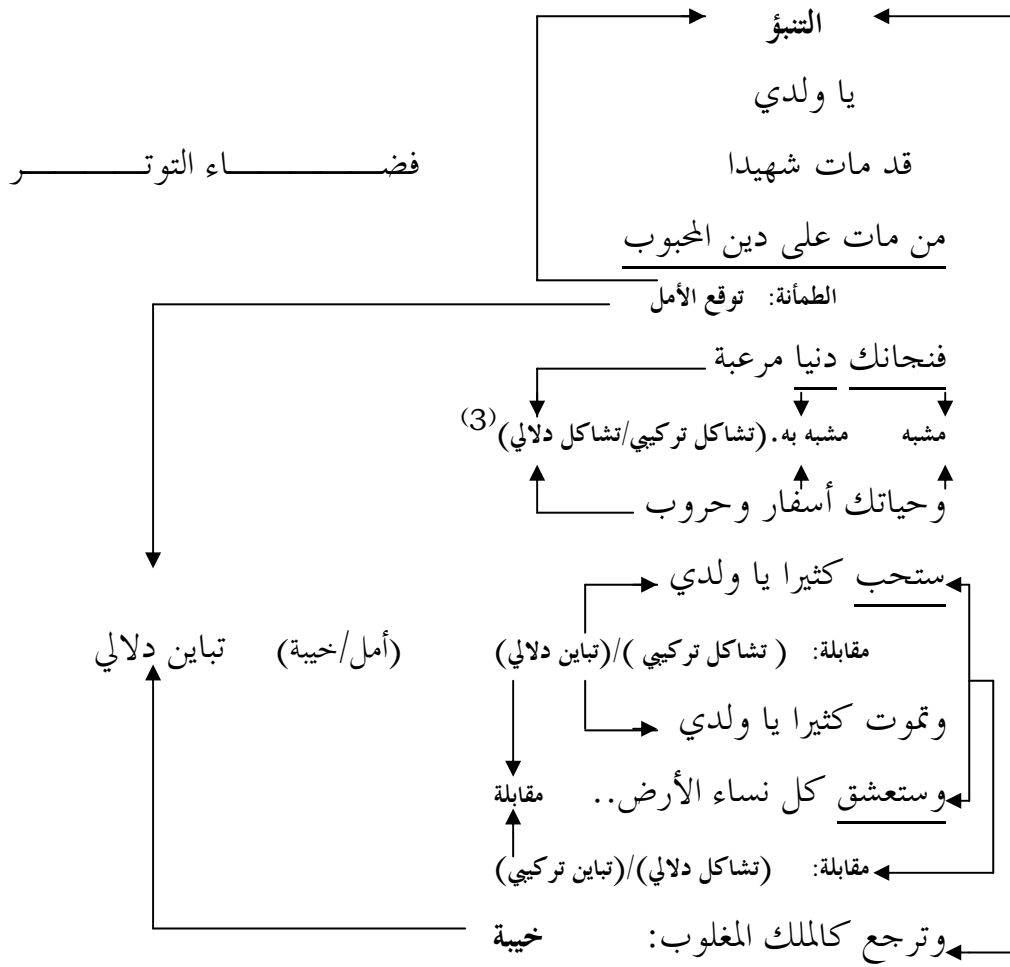 التنبؤ
يا ولدي
قد مات شهيدا فضاء التوتر
من مات على دين المحبوب
الطمأنة: توقع الأمل
فنجانك دنيا مرعبة
مشبه مشبه به. (تشاكل تركيبي/تشاكل دلالي)(3)
وحياتك أسفار وحروب
ستحب كثيرا يا ولدي
مقابلة: ( تشاكل تركيبي )/(تباين دلالي) (أمل/خيبة) تباين دلالي
وتموت كثيرا يا ولدي
وستعشق كل نساء الأرض.. مقابلة
مقابلة: (تشاكل دلالي)/(تباين تركيبي)
وترجع كالملك المغلوب: خيبة